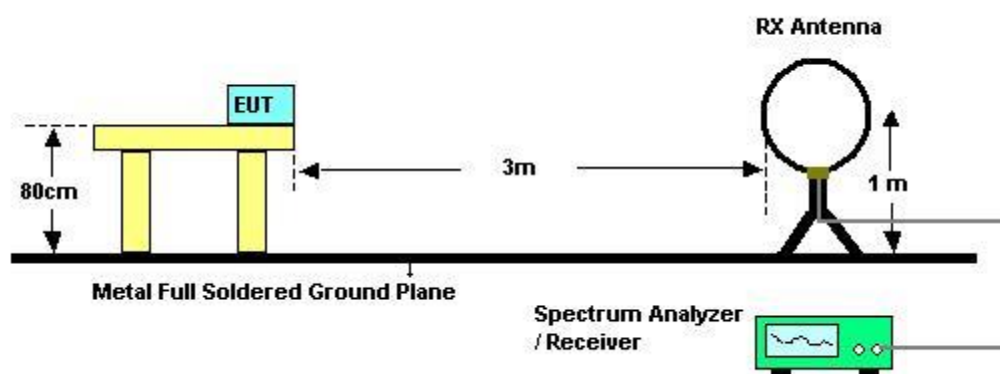 RX Antenna
EUT
80cm
3m
1 m
Metal Full Soldered Ground Plane
Spectrum Analyzer
/ Receiver